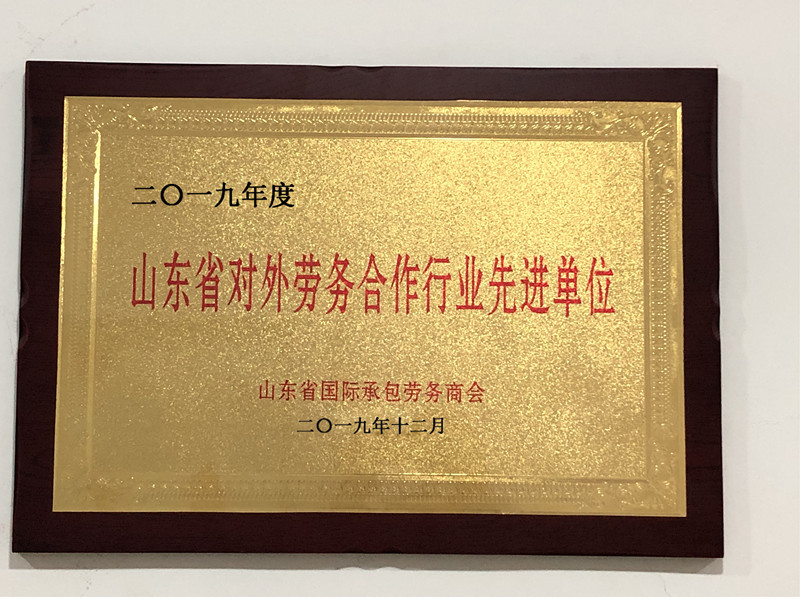 二〇一九年度
山东省对外劳务合作行业先进单位
山东省国际承包劳务商会
二〇一九年十二月